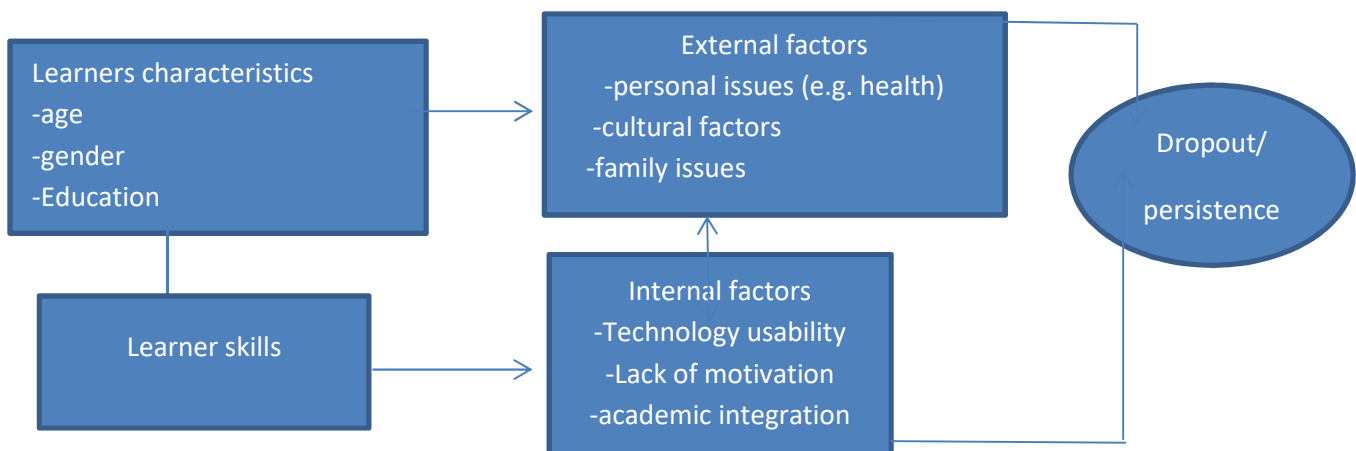 Learners characteristics
-age
-gender
-Education
Learner skills
External factors
-personal issues (e.g. health)
-cultural factors
-family issues
Internal factors
-Technology usability
-Lack of motivation
-academic integration
Dropout/
persistence